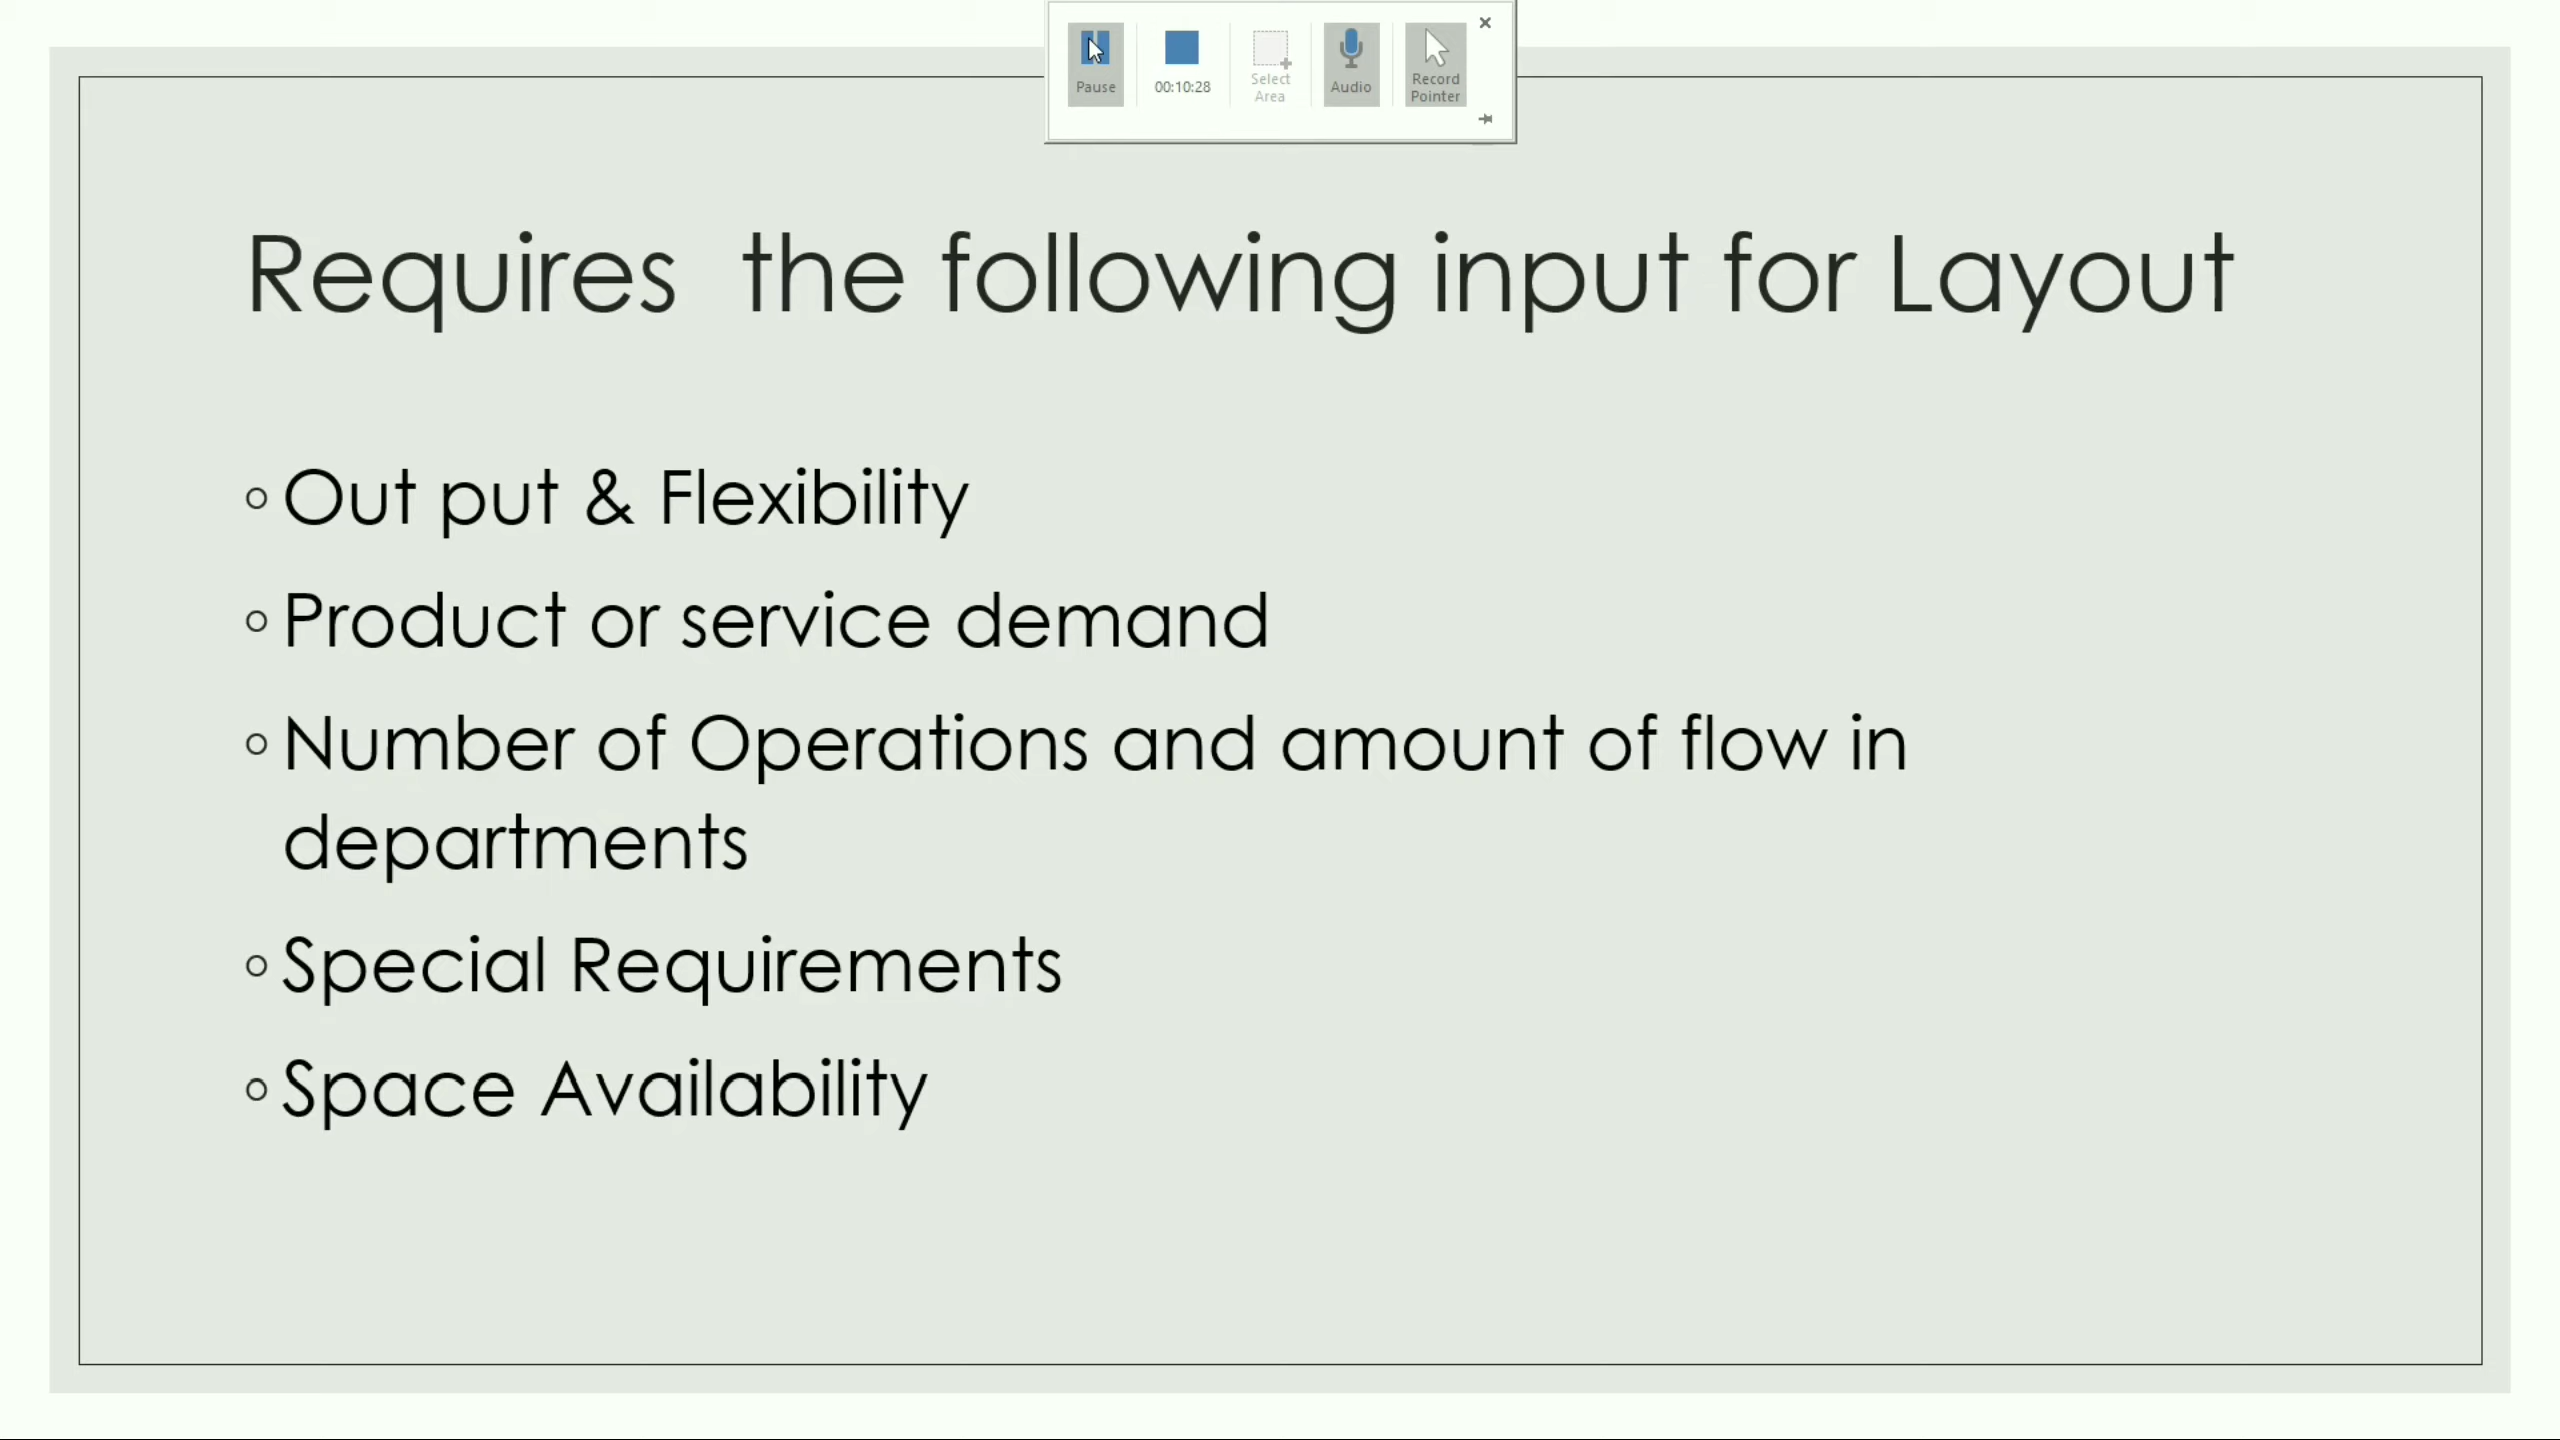 Pause
00:10:28
Select
Area
Audio
Record
Pointer
Requires the following input for Layout
Out put & Flexibility
Product or service demand
Number of Operations and amount of flow in
departments
Special Requirements
Space Availability